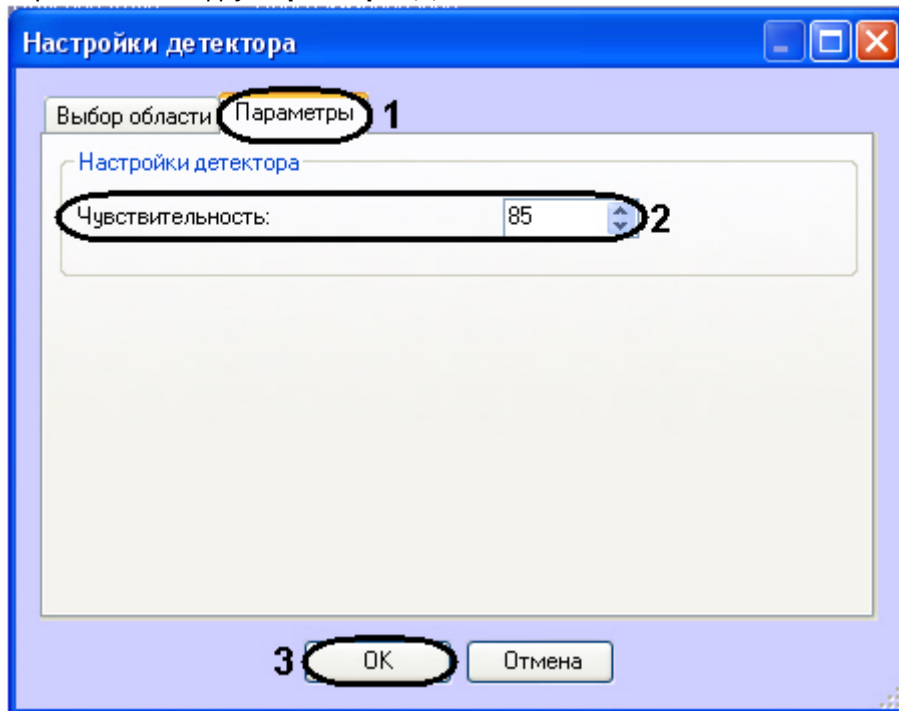 Настройки детектора
Выбор области Параметры 1
Настройки детектора
Чувствительность: 85 2
3 OK Отмена